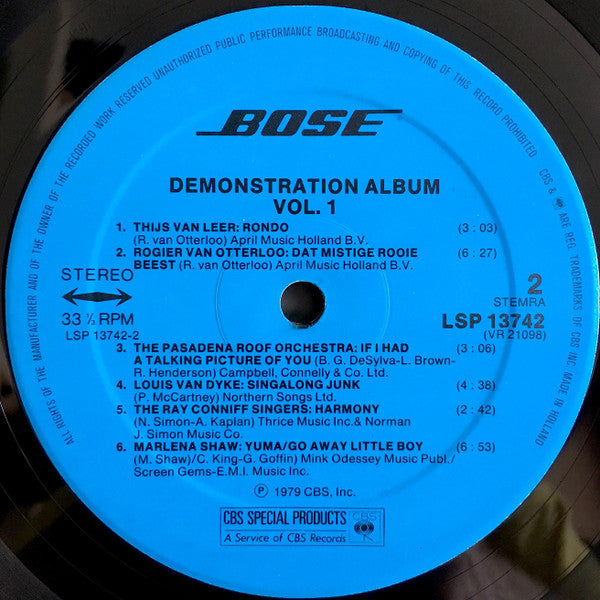 ALL RIGHTS OF THE MANUFACTURER AND OF THE OWNER OF THE RECORDED WORK RESERVED UNAUTHORIZED PUBLIC PERFORMANCE BROADCASTING AND COPYING OF THIS RECORD PROHIBITED
CBS & ARE REG. TRADEMARKS OF CBS INC MADE IN HOLLAND
BOSE
DEMONSTRATION ALBUM
VOL. 1
1. THIJS VAN LEER: RONDO (3:03)
(R. van Otterloo) April Music Holland B.V.
2. ROGIER VAN OTTERLOO: DAT MISTIGE ROOIE (6:27)
BEEST (R. van Otterloo) April Music Holland B.V.
STEREO
33 ⅓ RPM
LSP 13742-2
2
STEMRA
LSP 13742
(VR 21098)
3. THE PASADENA ROOF ORCHESTRA: IF I HAD (3:06)
A TALKING PICTURE OF YOU (B. G. DeSylva-L. Brown-
R. Henderson) Campbell, Connelly & Co. Ltd.
4. LOUIS VAN DYKE: SINGALONG JUNK (4:38)
(P. McCartney) Northern Songs Ltd.
5. THE RAY CONNIFF SINGERS: HARMONY (2:42)
(N. Simon-A. Kaplan) Thrice Music Inc.& Norman
J. Simon Music Co.
6. MARLENA SHAW: YUMA/GO AWAY LITTLE BOY (6:53)
(M. Shaw)/C. King-G. Goffin) Mink Odessey Music Publ./
Screen Gems-E.M.I. Music Inc.
℗ 1979 CBS, Inc.
CBS SPECIAL PRODUCTS
A Service of CBS Records
CBS